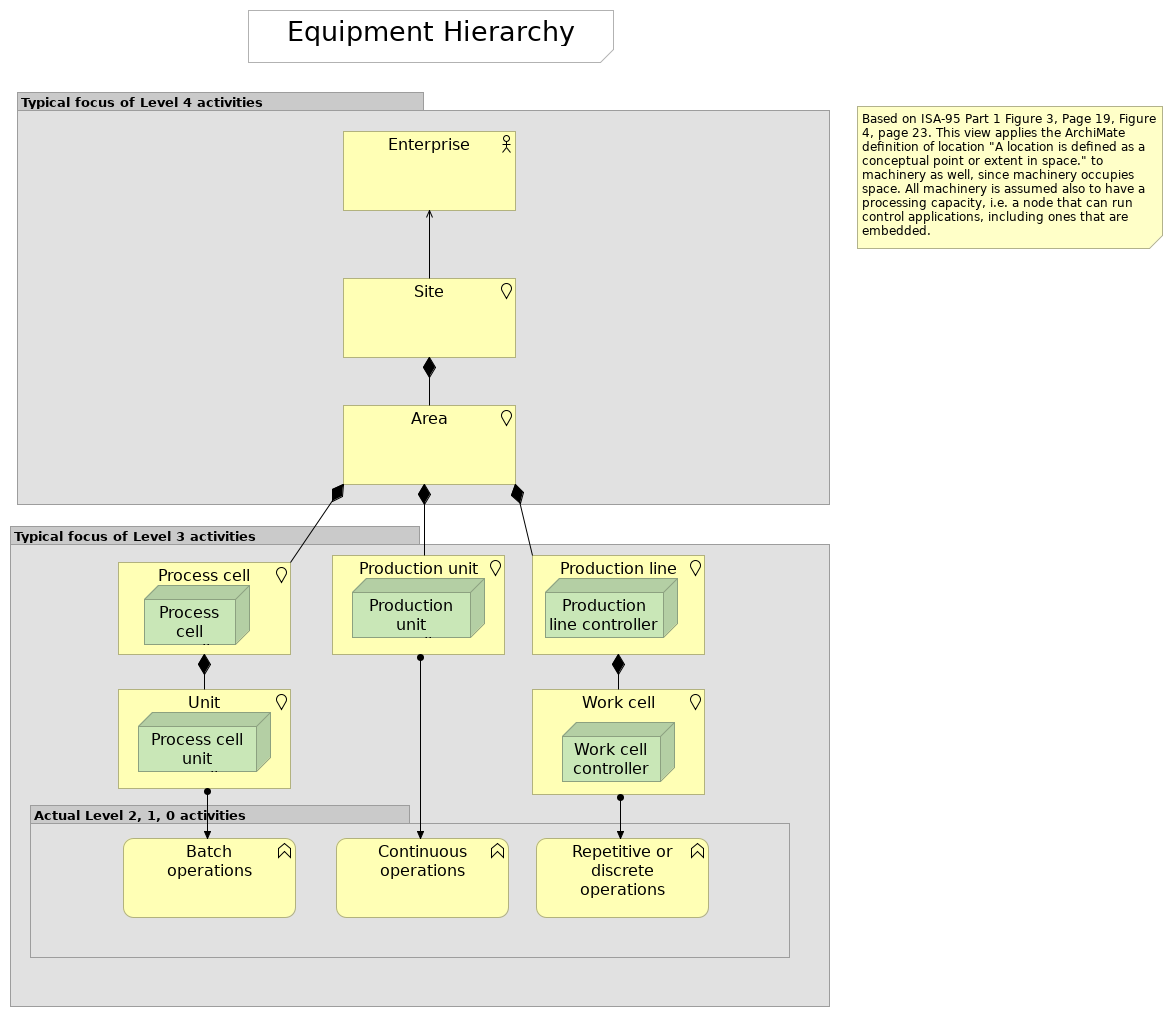 Equipment Hierarchy
Typical focus of Level 4 activities
Enterprise
Based on ISA-95 Part 1 Figure 3, Page 19, Figure
4, page 23. This view applies the ArchiMate
definition of location "A location is defined as a
conceptual point or extent in space." to
machinery as well, since machinery occupies
space. All machinery is assumed also to have a
processing capacity, i.e. a node that can run
control applications, including ones that are
embedded.
Site
Area
Typical focus of Level 3 activities
Process cell
Process
cell
Production unit
Production
unit
Production line
Production
line controller
Unit
Process cell
unit
Work cell
Work cell
controller
Actual Level 2, 1, 0 activities
Batch
operations
Continuous
operations
Repetitive or
discrete
operations